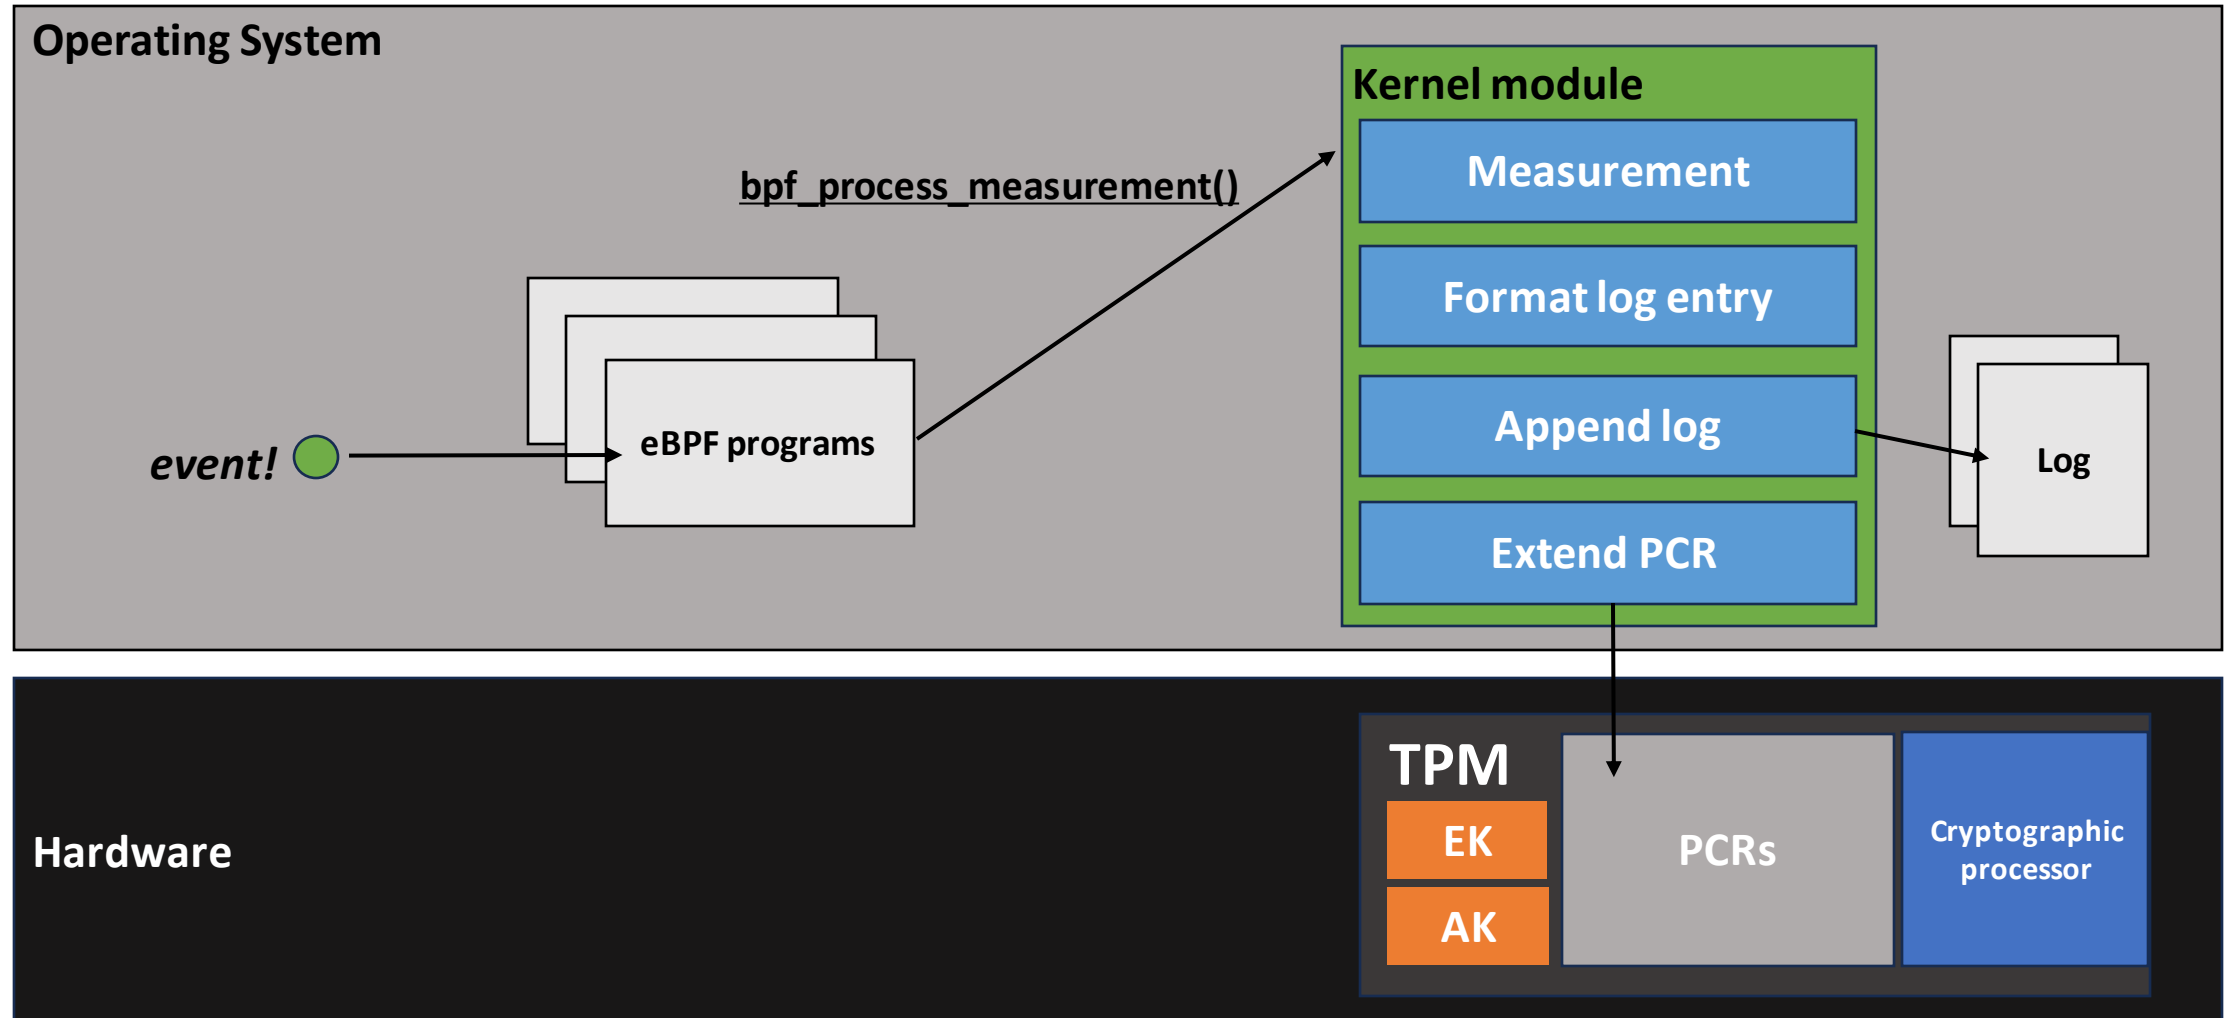 Operating System
Kernel module
Measurement
bpf_process_measurement()
Format log entry
Append log
eBPF programs
event!
Log
Extend PCR
TPM
EK
AK
PCRs
Cryptographic
processor
Hardware